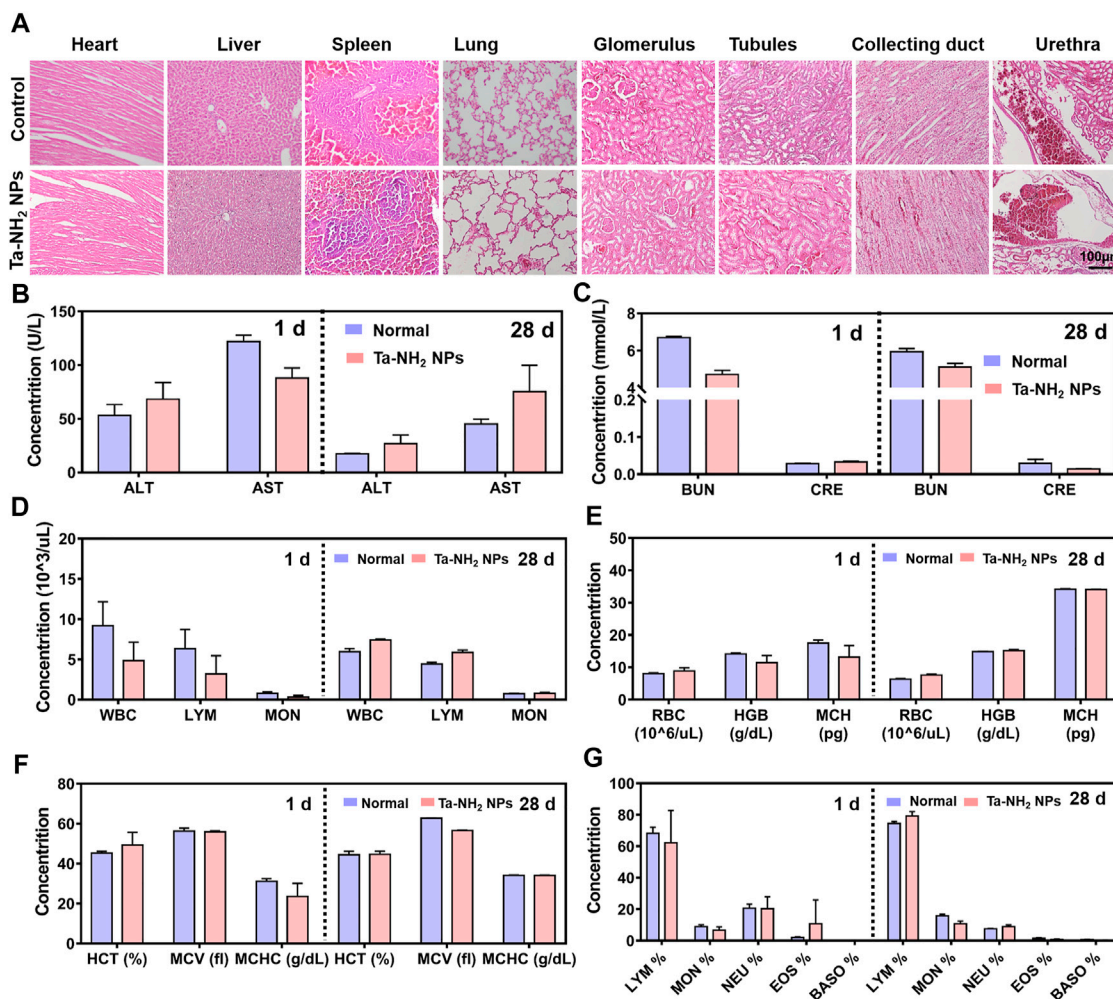 A
Heart Liver Spleen Lung Glomerulus Tubules Collecting duct Urethra
Control
Ta-NH₂ NPs
100μm
B
Concentrition (U/L)
150
100
50
0
1 d
28 d
Normal
Ta-NH₂ NPs
ALT AST ALT AST
C
Concentrition (mmol/L)
8
6
4
0.2
0.1
0.0
1 d
28 d
Normal
Ta-NH₂ NPs
BUN CRE BUN CRE
D
Concentrition (10^3/uL)
20
15
10
5
0
1 d
Normal Ta-NH₂ NPs 28 d
WBC LYM MON WBC LYM MON
E
Concentrition
50
40
30
20
10
0
1 d
Normal Ta-NH₂ NPs 28 d
RBC HGB MCH RBC HGB MCH
(10^6/uL) (g/dL) (pg) (10^6/uL) (g/dL) (pg)
F
Concentrition
80
60
40
20
0
1 d
Normal Ta-NH₂ NPs 28 d
HCT (%) MCV (fl) MCHC (g/dL) HCT (%) MCV (fl) MCHC (g/dL)
G
Concentrition
100
80
60
40
20
0
1 d
Normal Ta-NH₂ NPs 28 d
LYM % MON % NEU % EOS % BASO % LYM % MON % NEU % EOS % BASO %